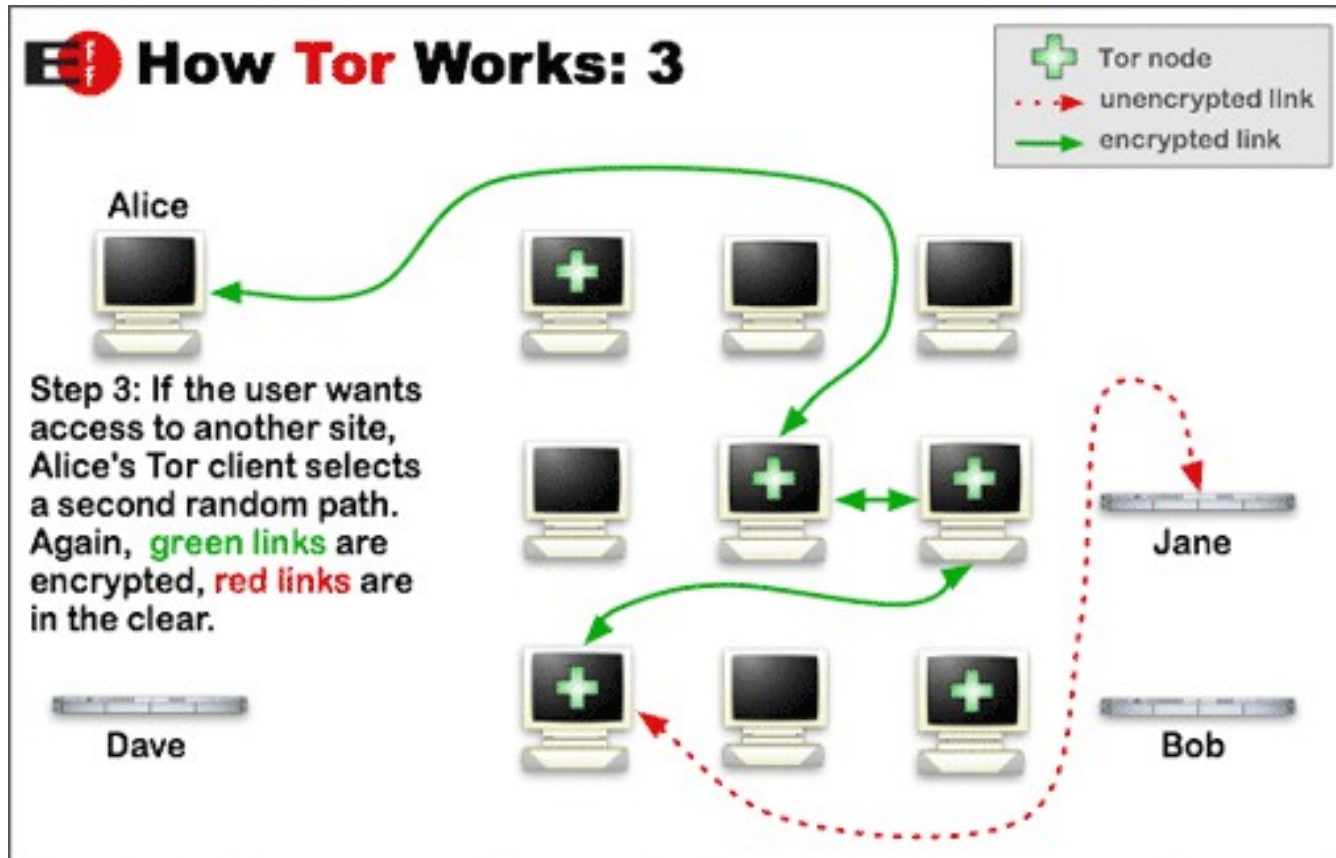 EFF How Tor Works: 3
Tor node
unencrypted link
encrypted link
Alice
Step 3: If the user wants
access to another site,
Alice's Tor client selects
a second random path.
Again, green links are
encrypted, red links are
in the clear.
Jane
Dave
Bob